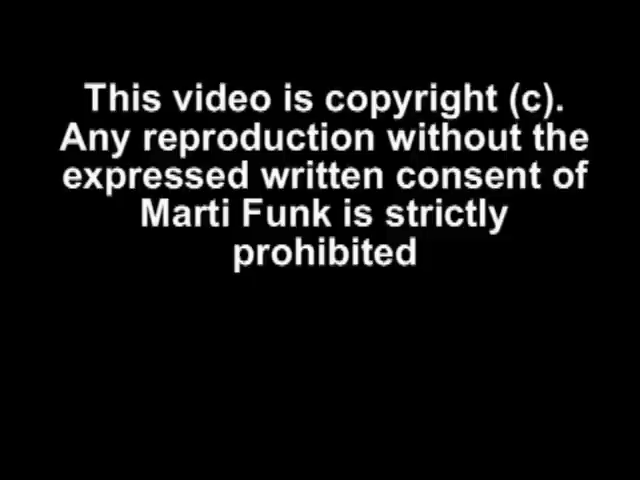 This video is copyright (c).
Any reproduction without the
expressed written consent of
Marti Funk is strictly
prohibited